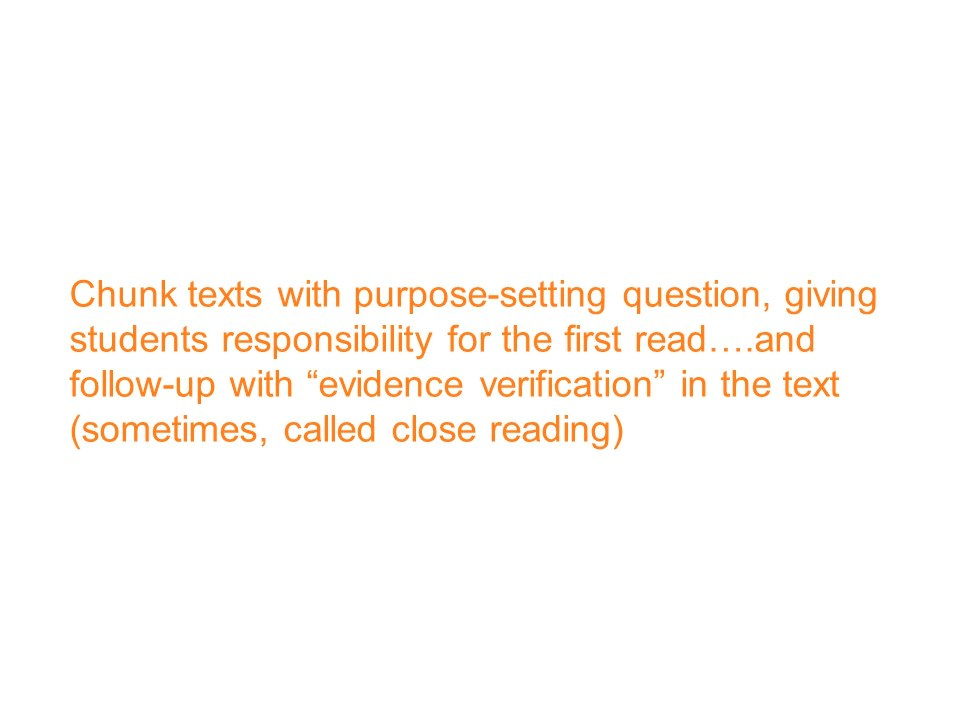 Chunk texts with purpose-setting question, giving
students responsibility for the first read….and
follow-up with “evidence verification” in the text
(sometimes, called close reading)